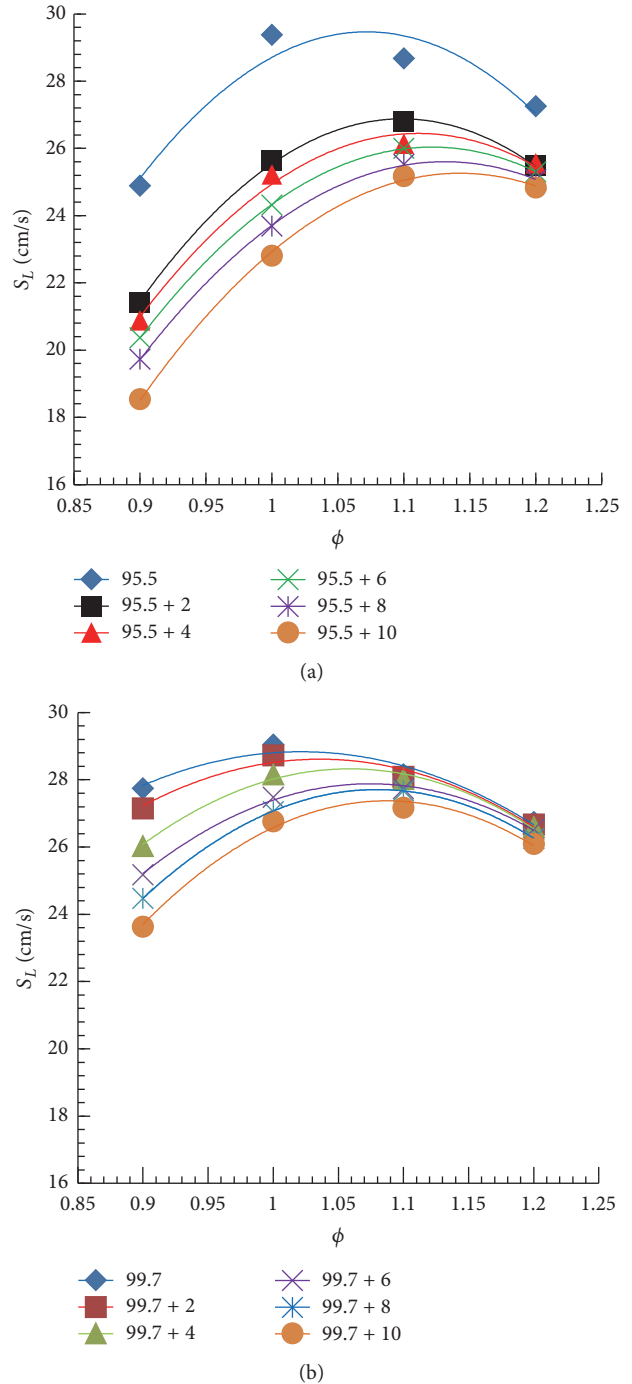 30
28
26
24
22
20
18
16
S_L (cm/s)
0.85 0.9 0.95 1 1.05 1.1 1.15 1.2 1.25
ϕ
95.5 95.5 + 6
95.5 + 2 95.5 + 8
95.5 + 4 95.5 + 10
(a)
30
28
26
24
22
20
18
16
S_L (cm/s)
0.85 0.9 0.95 1 1.05 1.1 1.15 1.2 1.25
ϕ
99.7 99.7 + 6
99.7 + 2 99.7 + 8
99.7 + 4 99.7 + 10
(b)